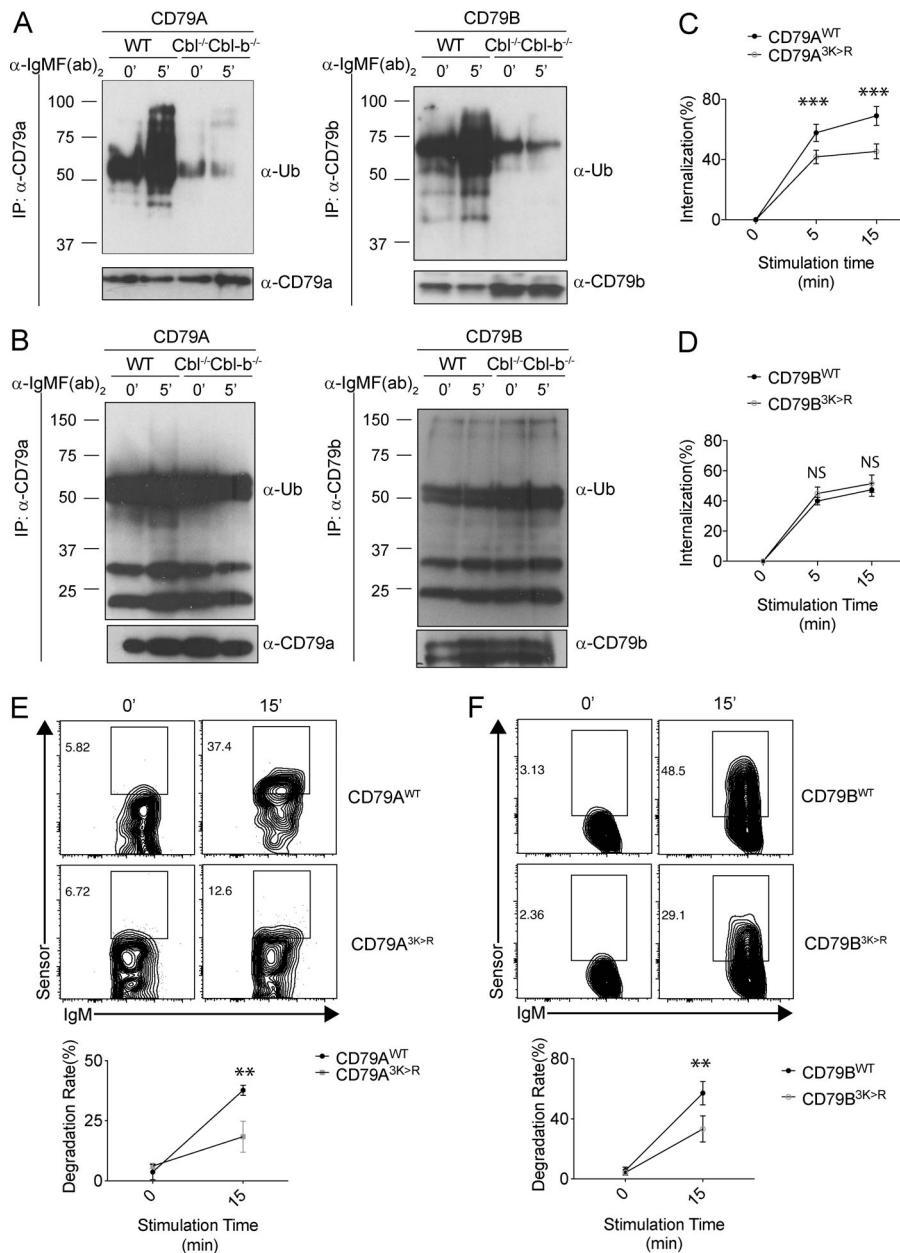 A
CD79A
WT Cbl-/-Cbl-b-/-
α-IgMF(ab)2 0' 5' 0' 5'
100
75
50
37
IP: α-CD79a
α-Ub
α-CD79a
CD79B
WT Cbl-/-Cbl-b-/-
α-IgMF(ab)2 0' 5' 0' 5'
100
75
50
37
IP: α-CD79b
α-Ub
α-CD79b
C
CD79AWT
CD79A3K>R
Internalization(%)
80
40
0
*** ***
0 5 15
Stimulation time
(min)
B
CD79A
WT Cbl-/-Cbl-b-/-
α-IgMF(ab)2 0' 5' 0' 5'
150
75
50
37
25
IP: α-CD79a
α-Ub
α-CD79a
CD79B
WT Cbl-/-Cbl-b-/-
α-IgMF(ab)2 0' 5' 0' 5'
150
75
50
37
25
IP: α-CD79b
α-Ub
α-CD79b
D
CD79BWT
CD79B3K>R
Internalization(%)
80
60
40
20
0
NS NS
0 5 15
Stimulation Time
(min)
E
0' 15'
5.82 37.4
CD79AWT
6.72 12.6
CD79A3K>R
Sensor
IgM
CD79AWT
CD79A3K>R
Degradation Rate(%)
50
25
0
**
0 15
Stimulation Time
(min)
F
0' 15'
3.13 48.5
CD79BWT
2.36 29.1
CD79B3K>R
Sensor
IgM
CD79BWT
CD79B3K>R
Degradation Rate(%)
80
40
0
**
0 15
Stimulation Time
(min)